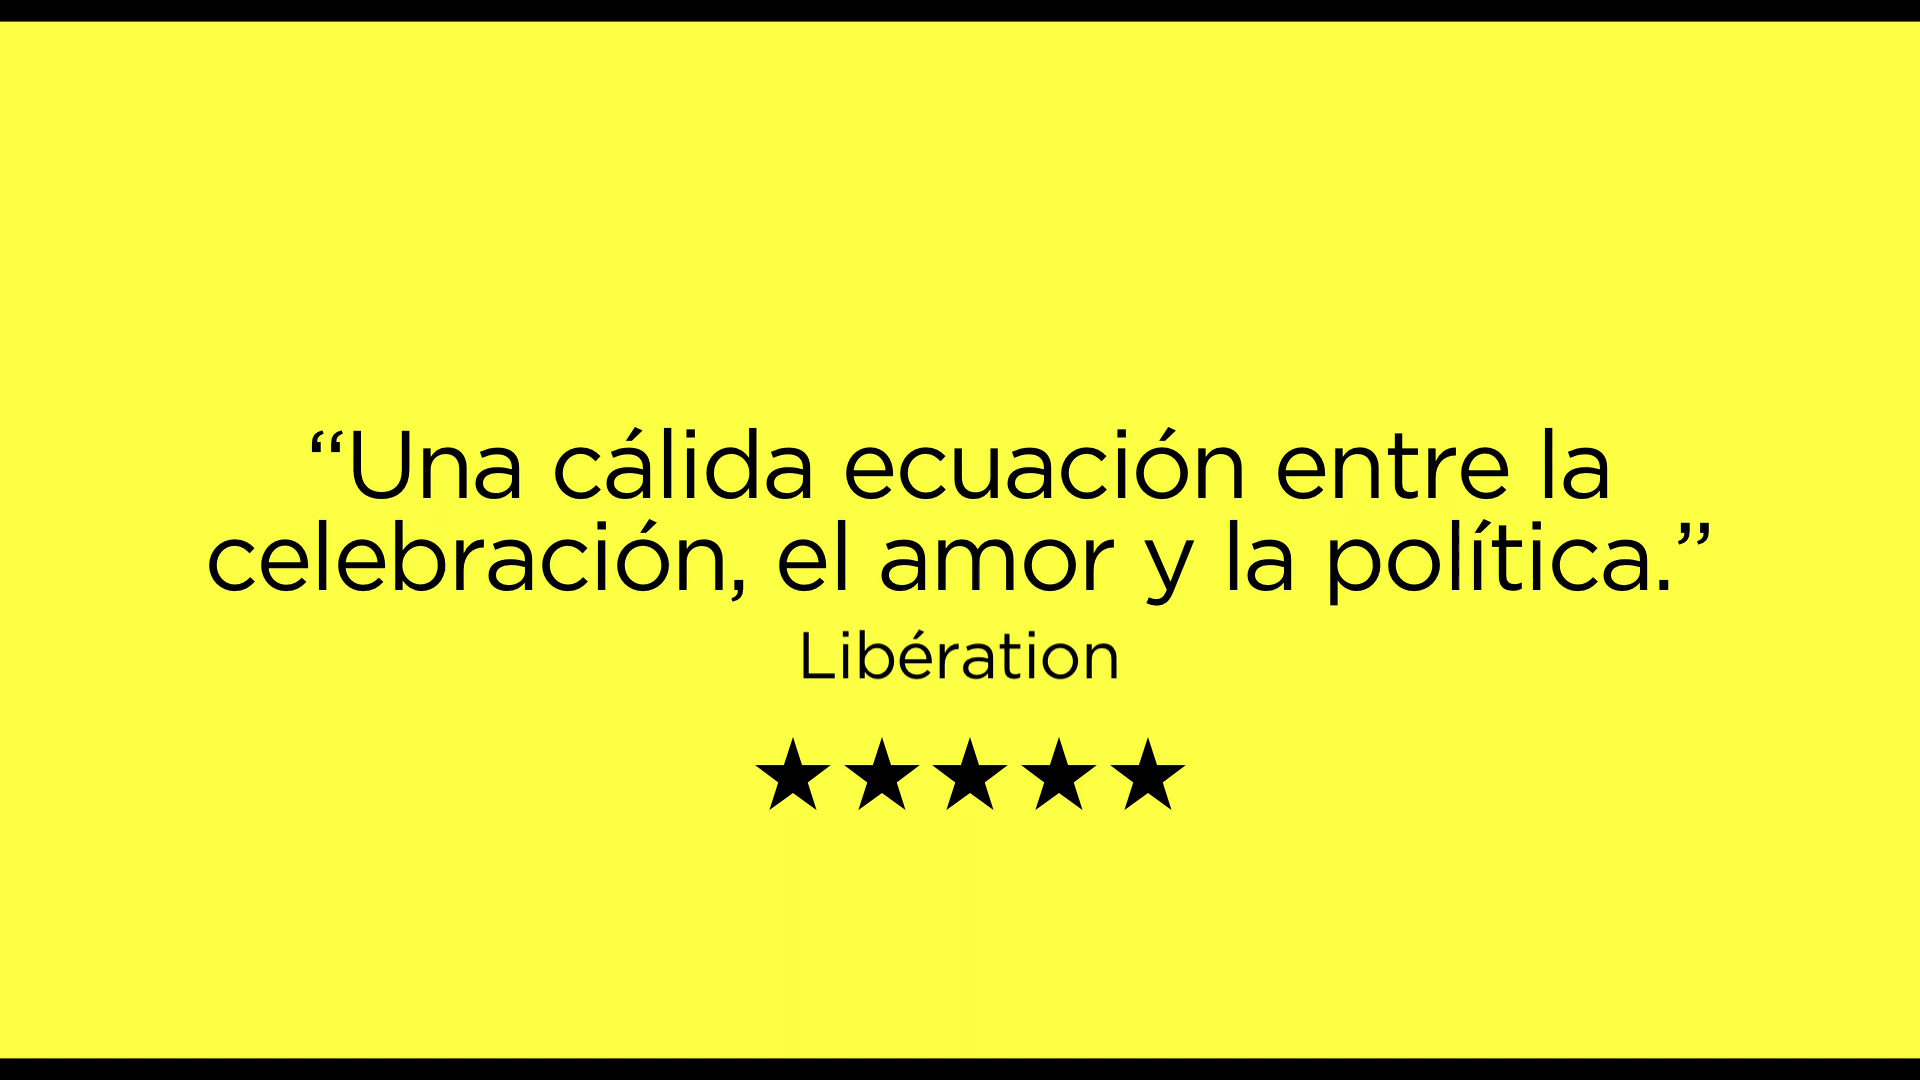 “Una cálida ecuación entre la
celebración, el amor y la política.”
Libération
★★★★★